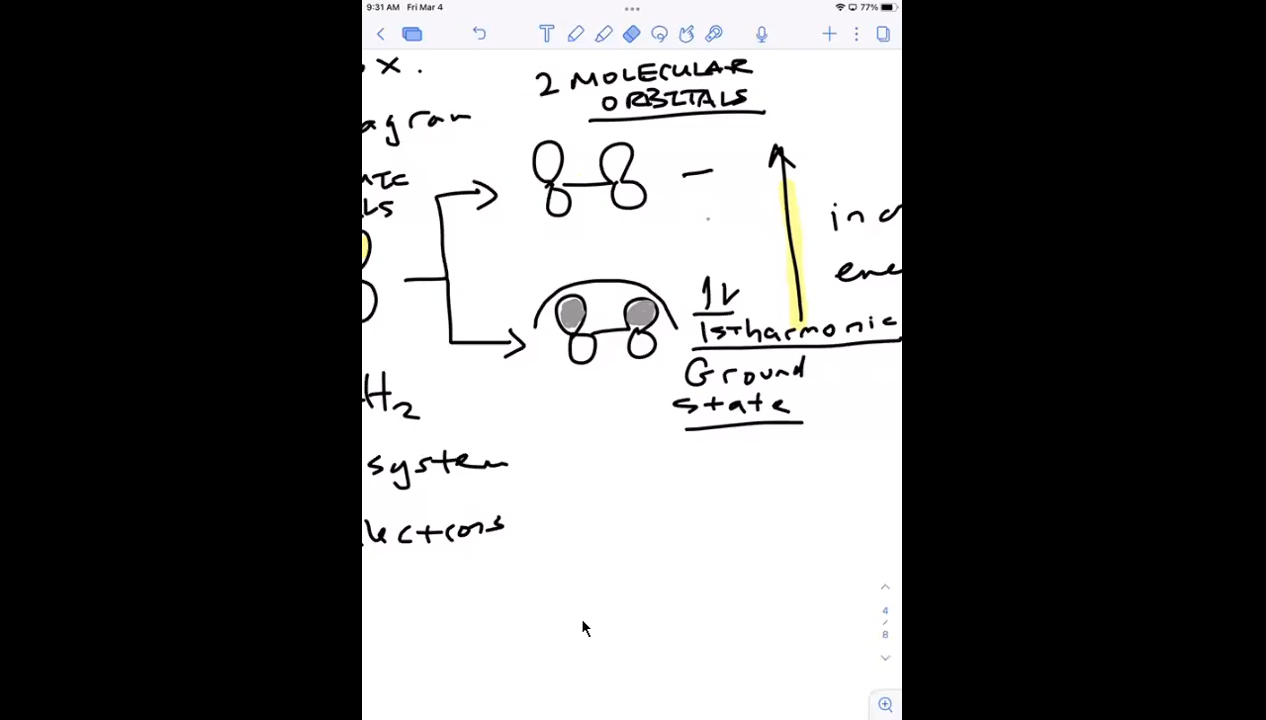 9:31 AM Fri Mar 4
77%
x.
2 MOLECULAR
ORBITALS
agram
LS
1st harmonic
Ground
state
H2
system
lectrons
4
/
8